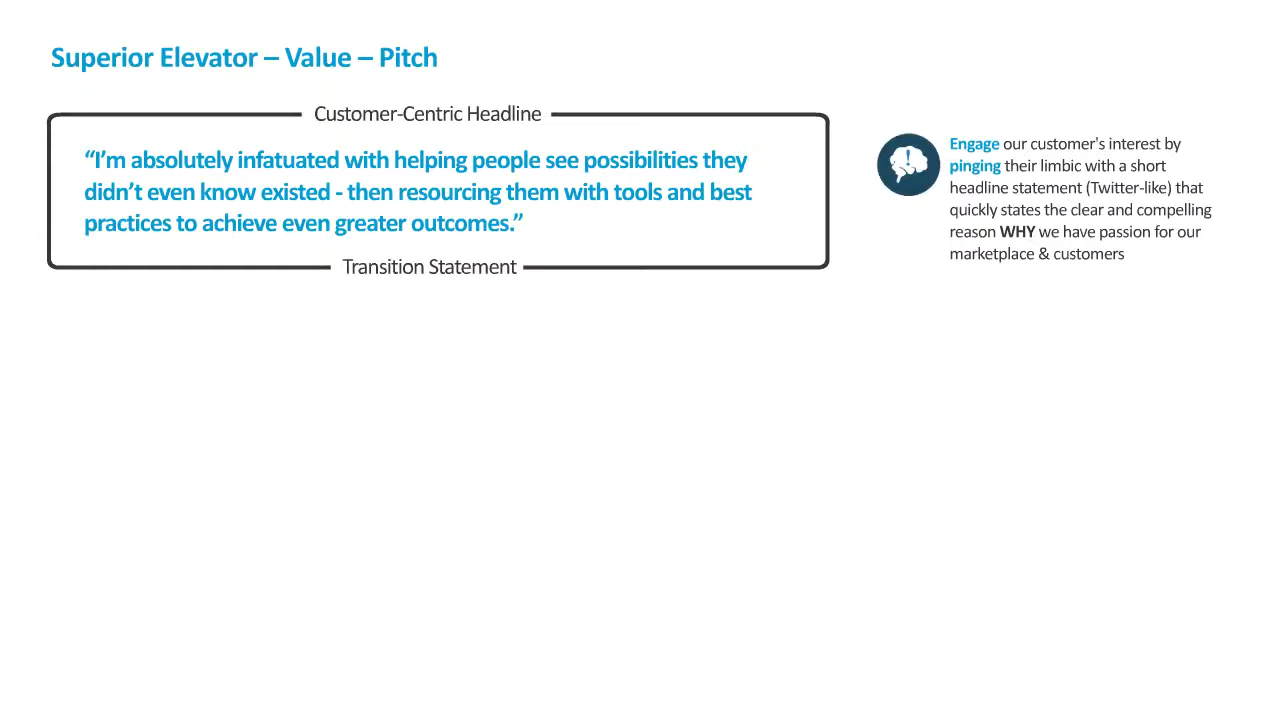 Superior Elevator – Value – Pitch
Customer-Centric Headline
“I’m absolutely infatuated with helping people see possibilities they
didn’t even know existed - then resourcing them with tools and best
practices to achieve even greater outcomes.”
Transition Statement
Engage our customer's interest by
pinging their limbic with a short
headline statement (Twitter-like) that
quickly states the clear and compelling
reason WHY we have passion for our
marketplace & customers